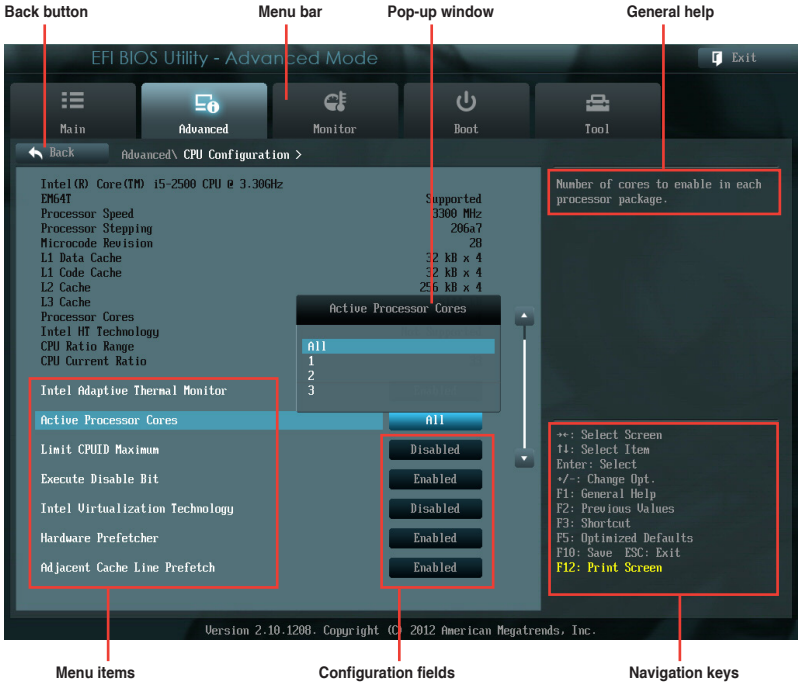 Back button
Menu bar
Pop-up window
General help
EFI BIOS Utility - Advanced Mode
Exit
Main
Advanced
Monitor
Boot
Tool
Back
Advanced\ CPU Configuration >
Intel(R) Core(TM) i5-2500 CPU @ 3.30GHz
EM64T Supported
Processor Speed 3300 MHz
Processor Stepping 206a7
Microcode Revision 28
L1 Data Cache 32 kB x 4
L1 Code Cache 32 kB x 4
L2 Cache 256 kB x 4
L3 Cache
Processor Cores
Intel HT Technology
CPU Ratio Range
CPU Current Ratio
Active Processor Cores
All
1
2
3
Intel Adaptive Thermal Monitor
Active Processor Cores All
Limit CPUID Maximum Disabled
Execute Disable Bit Enabled
Intel Virtualization Technology Disabled
Hardware Prefetcher Enabled
Adjacent Cache Line Prefetch Enabled
Number of cores to enable in each
processor package.
→←: Select Screen
↑↓: Select Item
Enter: Select
+/-: Change Opt.
F1: General Help
F2: Previous Values
F3: Shortcut
F5: Optimized Defaults
F10: Save ESC: Exit
F12: Print Screen
Version 2.10.1208. Copyright (C) 2012 American Megatrends, Inc.
Menu items
Configuration fields
Navigation keys